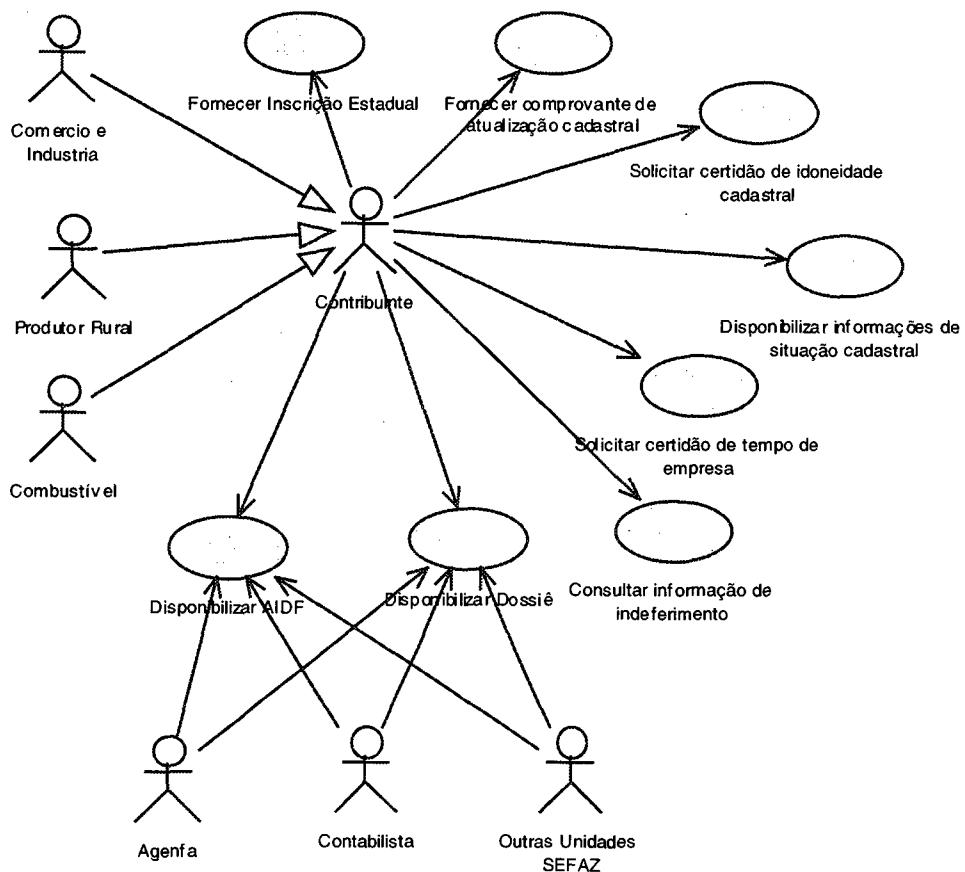 Fornecer Inscrição Estadual
Fornecer comprovante de
atualização cadastral
Comercio e
Industria
Solicitar certidão de idoneidade
cadastral
Contribuinte
Produtor Rural
Disponibilizar informações de
situação cadastral
Solicitar certidão de tempo de
empresa
Combustível
Disponibilizar AIDF
Disponibilizar Dossiê
Consultar informação de
indeferimento
Agenfa
Contabilista
Outras Unidades
SEFAZ